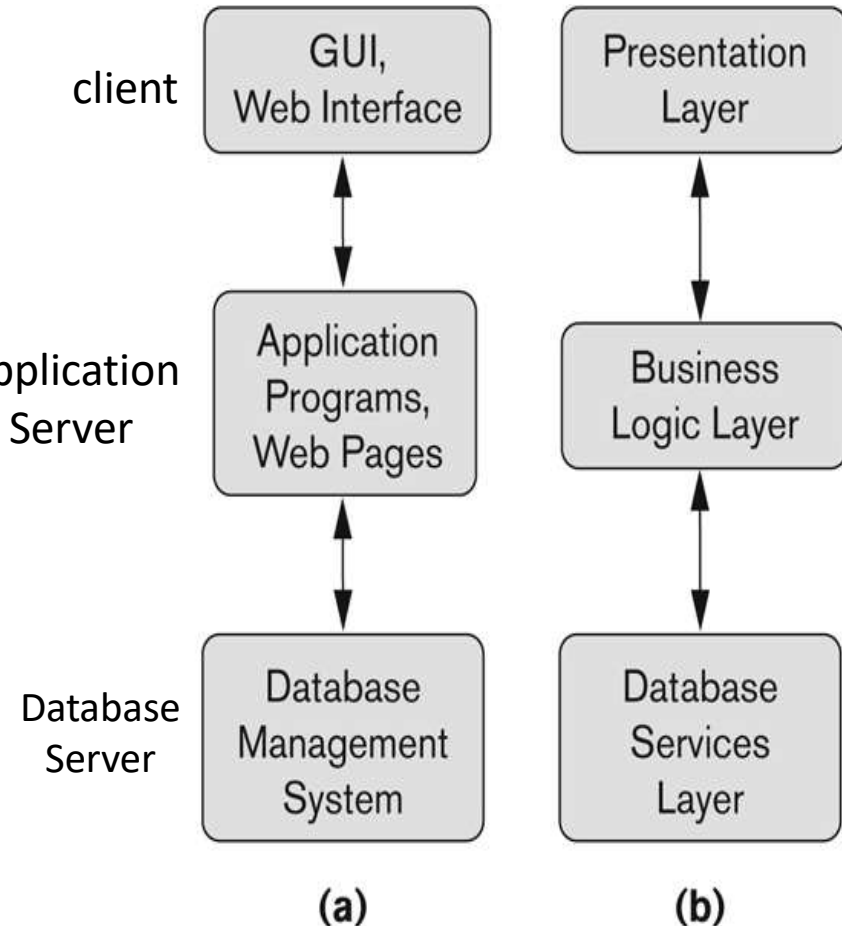 client
GUI,
Web Interface
Presentation
Layer
pplication
Server
Application
Programs,
Web Pages
Business
Logic Layer
Database
Server
Database
Management
System
Database
Services
Layer
(a)
(b)